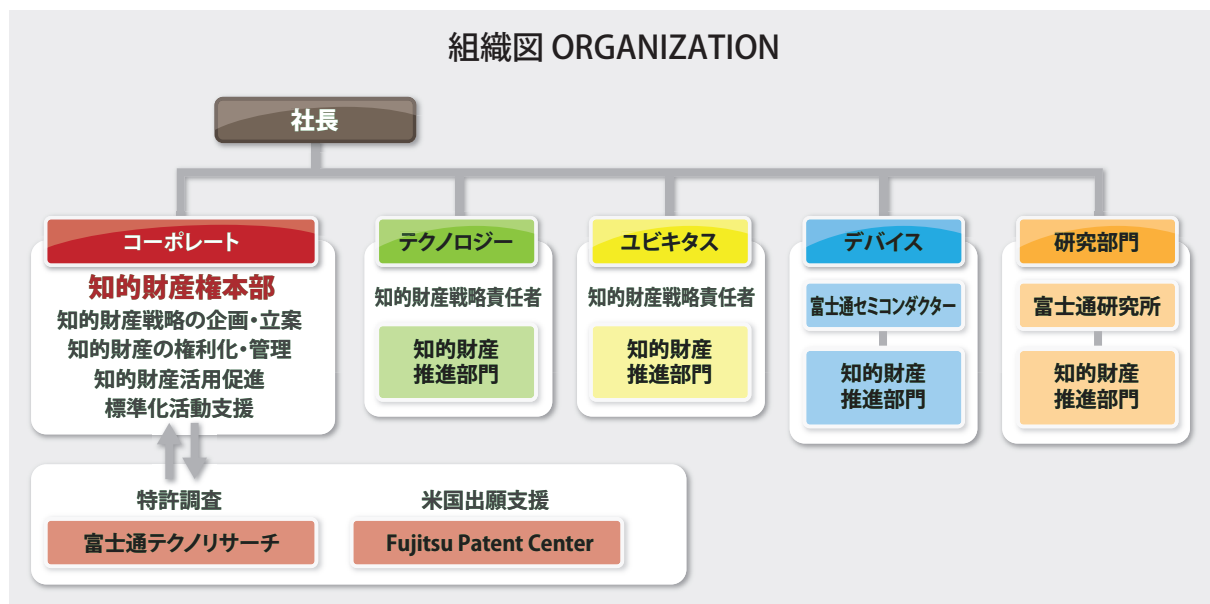 組織図 ORGANIZATION
社長
コーポレート
知的財産権本部
知的財産戦略の企画・立案
知的財産の権利化・管理
知的財産活用促進
標準化活動支援
テクノロジー
知的財産戦略責任者
知的財産
推進部門
ユビキタス
知的財産戦略責任者
知的財産
推進部門
デバイス
富士通セミコンダクター
知的財産
推進部門
研究部門
富士通研究所
知的財産
推進部門
特許調査
富士通テクノリサーチ
米国出願支援
Fujitsu Patent Center